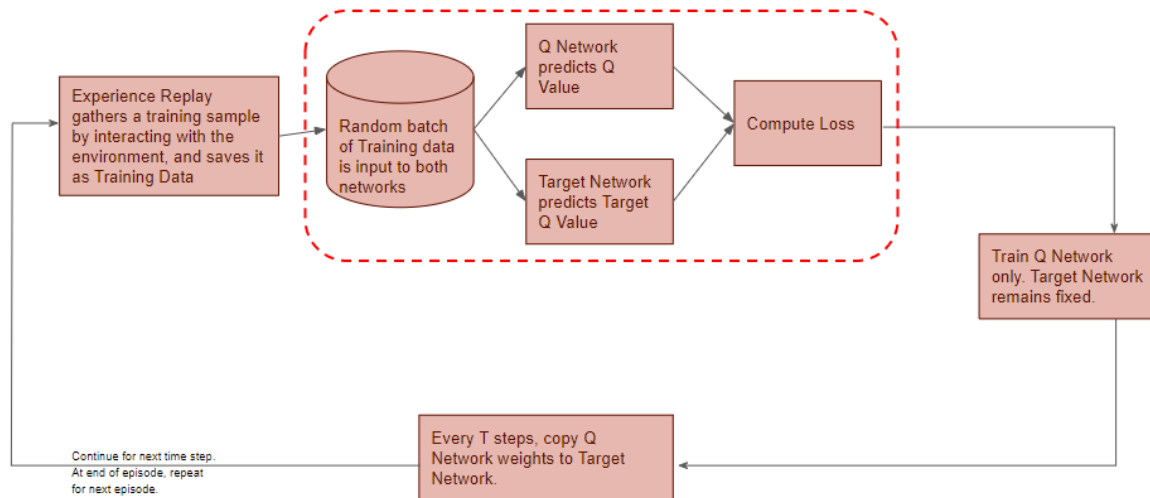 Experience Replay
gathers a training sample
by interacting with the
environment, and saves it
as Training Data
Random batch
of Training data
is input to both
networks
Q Network
predicts Q
Value
Target Network
predicts Target
Q Value
Compute Loss
Train Q Network
only. Target Network
remains fixed.
Every T steps, copy Q
Network weights to Target
Network.
Continue for next time step.
At end of episode, repeat
for next episode.